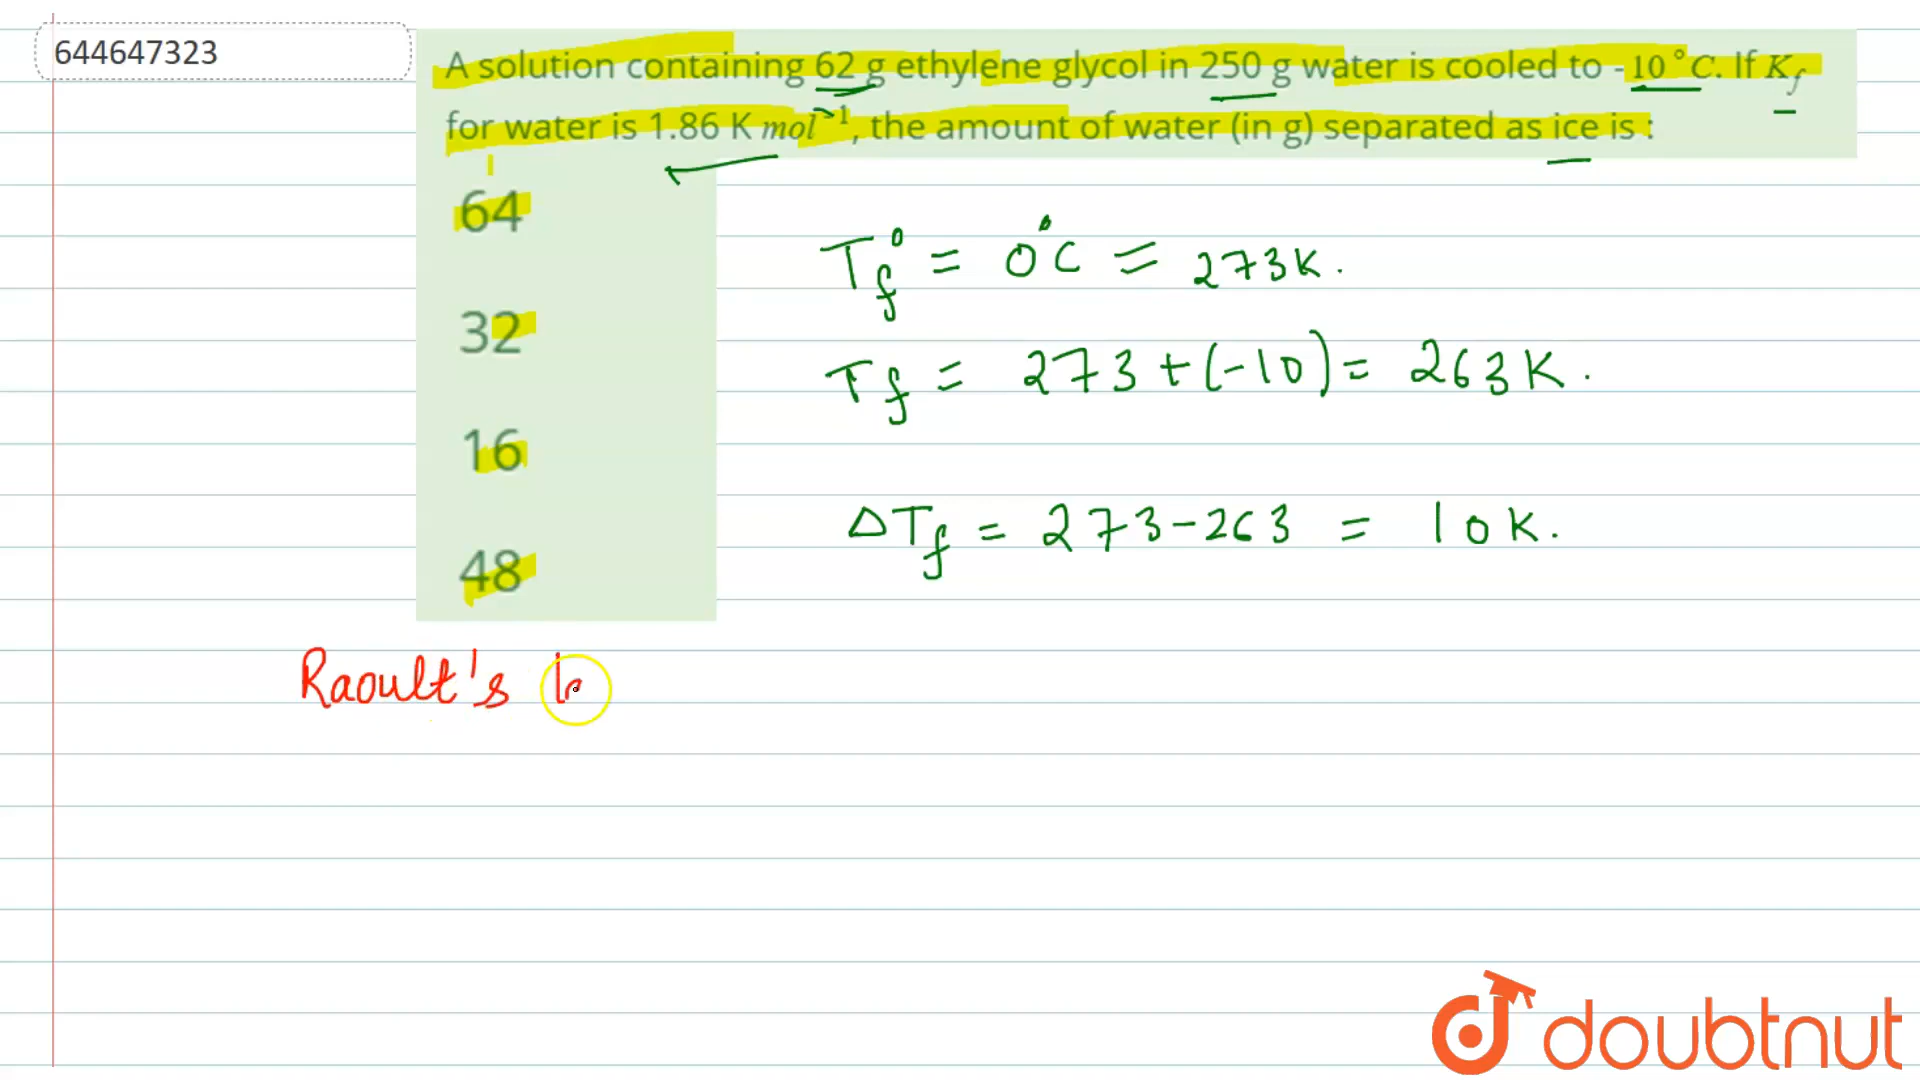 644647323
A solution containing 62 g ethylene glycol in 250 g water is cooled to -10 °C. If K_f
for water is 1.86 K mol⁻¹, the amount of water (in g) separated as ice is :
64
32
16
48
T_f° = 0°C = 273K.
T_f = 273 + (-10) = 263K.
ΔT_f = 273-263 = 10K.
Raoult's
doubtnut